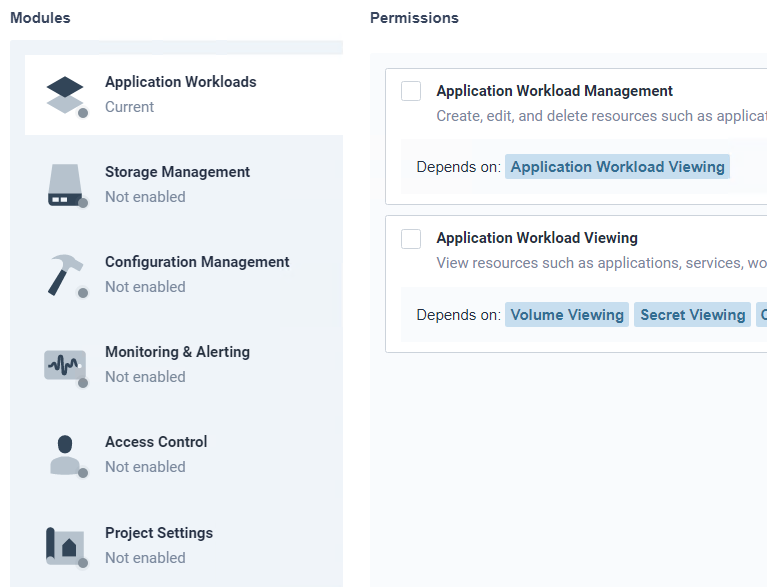 Modules
Permissions
Application Workloads
Current
Storage Management
Not enabled
Configuration Management
Not enabled
Monitoring & Alerting
Not enabled
Access Control
Not enabled
Project Settings
Not enabled
Application Workload Management
Create, edit, and delete resources such as applicat
Depends on: Application Workload Viewing
Application Workload Viewing
View resources such as applications, services, wo
Depends on: Volume Viewing Secret Viewing